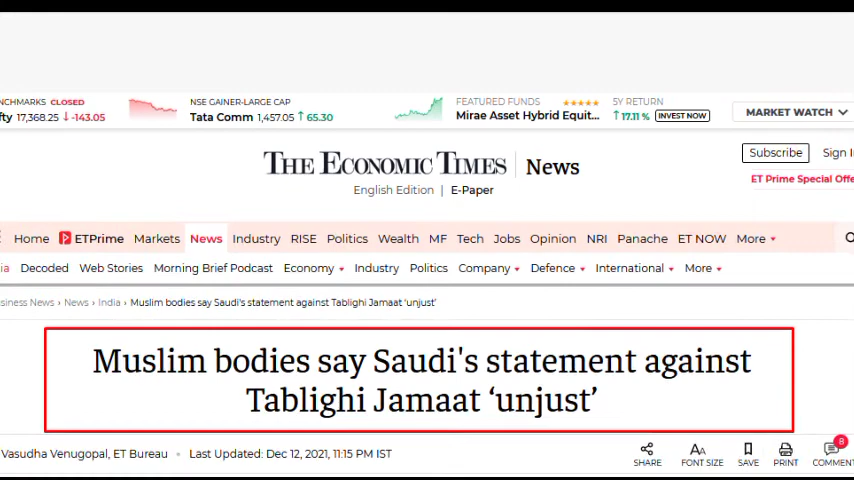 NCHMARKS CLOSED
fty 17,368.25 ↓ -143.05
NSE GAINER-LARGE CAP
Tata Comm 1,457.05 ↑ 65.30
FEATURED FUNDS ★★★★★
Mirae Asset Hybrid Equit...
5Y RETURN
↑ 17.11 % INVEST NOW
MARKET WATCH
THE ECONOMIC TIMES | News
English Edition | E-Paper
Subscribe Sign I
ET Prime Special Offe
Home ETPrime Markets News Industry RISE Politics Wealth MF Tech Jobs Opinion NRI Panache ET NOW More
ia Decoded Web Stories Morning Brief Podcast Economy Industry Politics Company Defence International More
siness News › News › India › Muslim bodies say Saudi's statement against Tablighi Jamaat 'unjust'
Muslim bodies say Saudi's statement against
Tablighi Jamaat ‘unjust’
Vasudha Venugopal, ET Bureau • Last Updated: Dec 12, 2021, 11:15 PM IST
8
SHARE FONT SIZE SAVE PRINT COMMENT